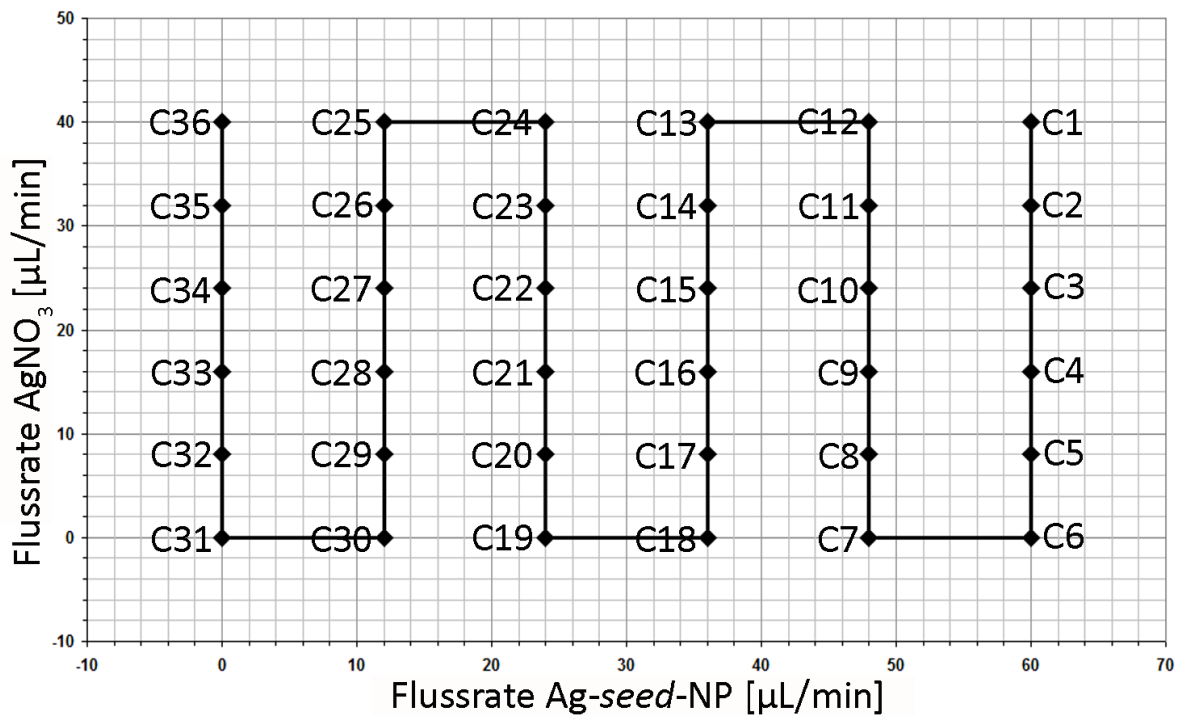 50
C36 C25 C24 C13 C12 C1
40
C35 C26 C23 C14 C11 C2
30
C34 C27 C22 C15 C10 C3
20
C33 C28 C21 C16 C9 C4
10
C32 C29 C20 C17 C8 C5
0
C31 C30 C19 C18 C7 C6
-10
-10 0 10 20 30 40 50 60 70
Flussrate AgNO₃ [µL/min]
Flussrate Ag-seed-NP [µL/min]